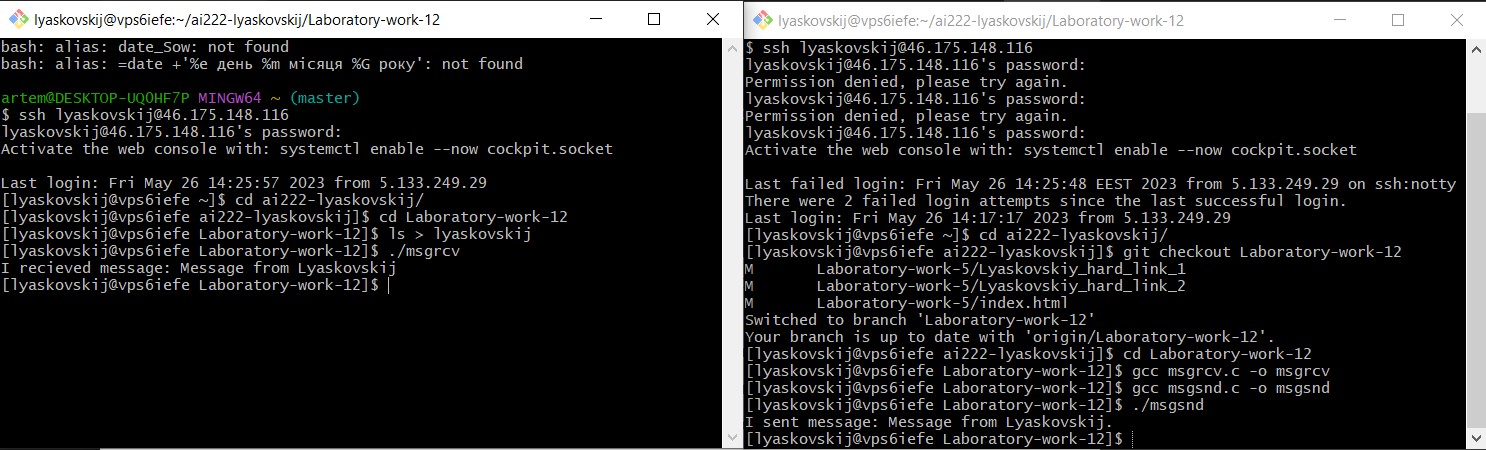 lyaskovskij@vps6iefe:~/ai222-lyaskovskij/Laboratory-work-12
bash: alias: date_Sow: not found
bash: alias: =date +'%e день %m місяця %G року': not found
artem@DESKTOP-UQOHF7P MINGW64 ~ (master)
$ ssh lyaskovskij@46.175.148.116
lyaskovskij@46.175.148.116's password:
Activate the web console with: systemctl enable --now cockpit.socket
Last login: Fri May 26 14:25:57 2023 from 5.133.249.29
[lyaskovskij@vps6iefe ~]$ cd ai222-lyaskovskij/
[lyaskovskij@vps6iefe ai222-lyaskovskij]$ cd Laboratory-work-12
[lyaskovskij@vps6iefe Laboratory-work-12]$ ls > lyaskovskij
[lyaskovskij@vps6iefe Laboratory-work-12]$ ./msgrcv
I recieved message: Message from Lyaskovskij
[lyaskovskij@vps6iefe Laboratory-work-12]$
lyaskovskij@vps6iefe:~/ai222-lyaskovskij/Laboratory-work-12
$ ssh lyaskovskij@46.175.148.116
lyaskovskij@46.175.148.116's password:
Permission denied, please try again.
lyaskovskij@46.175.148.116's password:
Permission denied, please try again.
lyaskovskij@46.175.148.116's password:
Activate the web console with: systemctl enable --now cockpit.socket
Last failed login: Fri May 26 14:25:48 EEST 2023 from 5.133.249.29 on ssh:notty
There were 2 failed login attempts since the last successful login.
Last login: Fri May 26 14:17:17 2023 from 5.133.249.29
[lyaskovskij@vps6iefe ~]$ cd ai222-lyaskovskij/
[lyaskovskij@vps6iefe ai222-lyaskovskij]$ git checkout Laboratory-work-12
M       Laboratory-work-5/Lyaskovskiy_hard_link_1
M       Laboratory-work-5/Lyaskovskiy_hard_link_2
M       Laboratory-work-5/index.html
Switched to branch 'Laboratory-work-12'
Your branch is up to date with 'origin/Laboratory-work-12'.
[lyaskovskij@vps6iefe ai222-lyaskovskij]$ cd Laboratory-work-12
[lyaskovskij@vps6iefe Laboratory-work-12]$ gcc msgrcv.c -o msgrcv
[lyaskovskij@vps6iefe Laboratory-work-12]$ gcc msgsnd.c -o msgsnd
[lyaskovskij@vps6iefe Laboratory-work-12]$ ./msgsnd
I sent message: Message from Lyaskovskij.
[lyaskovskij@vps6iefe Laboratory-work-12]$